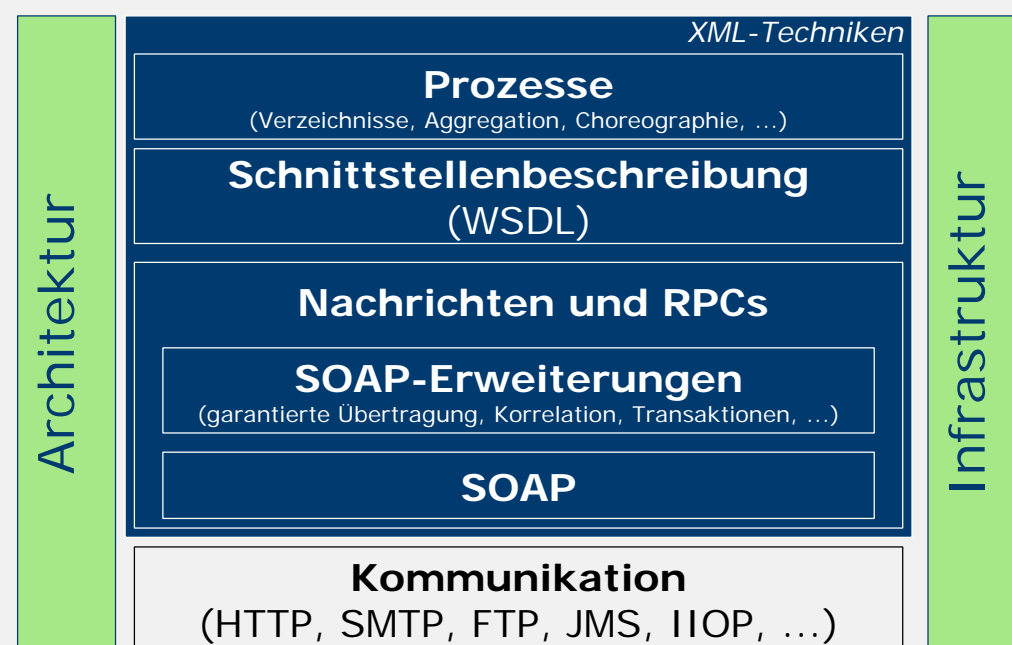 Architektur
XML-Techniken
Prozesse
(Verzeichnisse, Aggregation, Choreographie, ...)
Schnittstellenbeschreibung
(WSDL)
Nachrichten und RPCs
SOAP-Erweiterungen
(garantierte Übertragung, Korrelation, Transaktionen, ...)
SOAP
Kommunikation
(HTTP, SMTP, FTP, JMS, IIOP, ...)
Infrastruktur